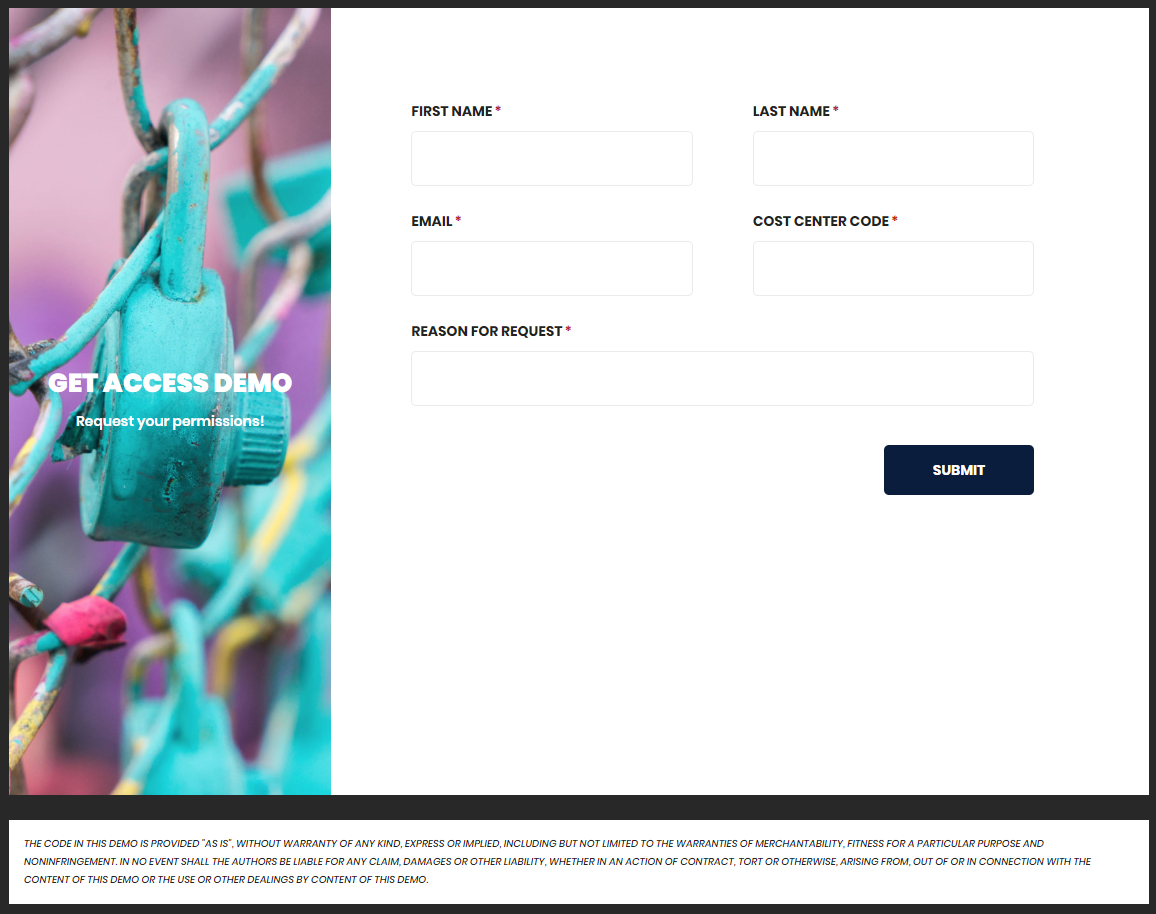 GET ACCESS DEMO
Request your permissions!
FIRST NAME *
LAST NAME *
EMAIL *
COST CENTER CODE *
REASON FOR REQUEST *
SUBMIT
THE CODE IN THIS DEMO IS PROVIDED "AS IS", WITHOUT WARRANTY OF ANY KIND, EXPRESS OR IMPLIED, INCLUDING BUT NOT LIMITED TO THE WARRANTIES OF MERCHANTABILITY, FITNESS FOR A PARTICULAR PURPOSE AND
NONINFRINGEMENT. IN NO EVENT SHALL THE AUTHORS BE LIABLE FOR ANY CLAIM, DAMAGES OR OTHER LIABILITY, WHETHER IN AN ACTION OF CONTRACT, TORT OR OTHERWISE, ARISING FROM, OUT OF OR IN CONNECTION WITH THE
CONTENT OF THIS DEMO OR THE USE OR OTHER DEALINGS BY CONTENT OF THIS DEMO.